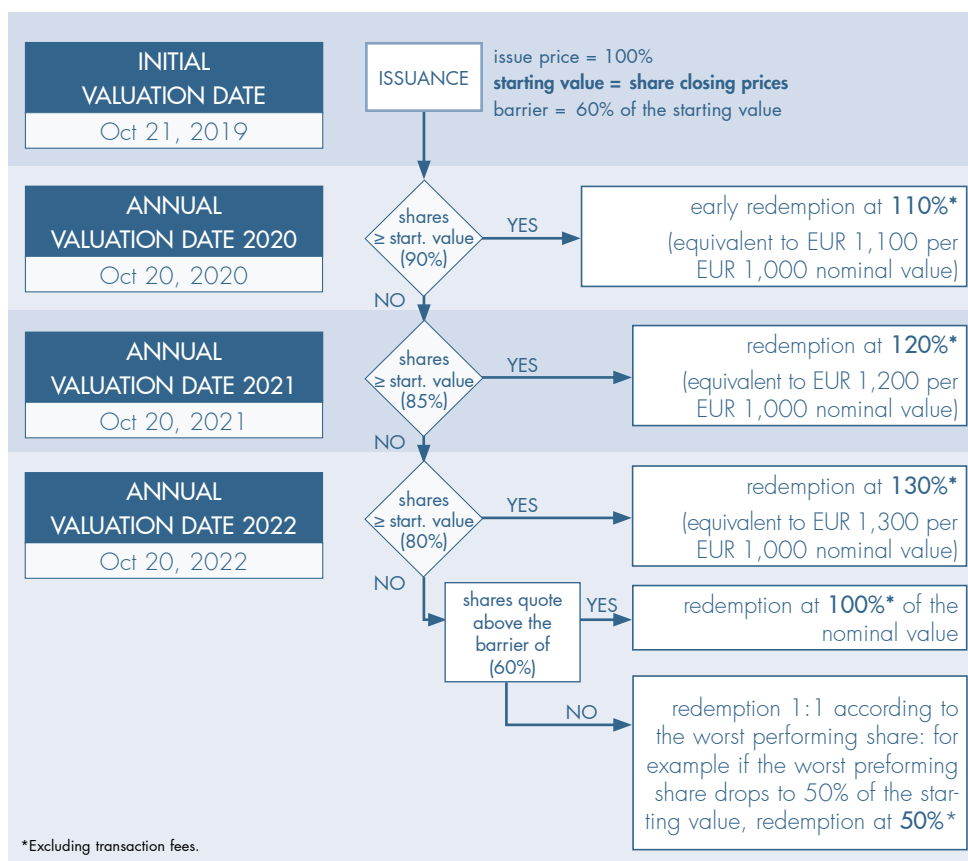 INITIAL
VALUATION DATE
Oct 21, 2019
ISSUANCE
issue price = 100%
starting value = share closing prices
barrier = 60% of the starting value
ANNUAL
VALUATION DATE 2020
Oct 20, 2020
shares
≥ start. value
(90%)
YES
early redemption at 110%*
(equivalent to EUR 1,100 per
EUR 1,000 nominal value)
NO
ANNUAL
VALUATION DATE 2021
Oct 20, 2021
shares
≥ start. value
(85%)
YES
redemption at 120%*
(equivalent to EUR 1,200 per
EUR 1,000 nominal value)
NO
ANNUAL
VALUATION DATE 2022
Oct 20, 2022
shares
≥ start. value
(80%)
YES
redemption at 130%*
(equivalent to EUR 1,300 per
EUR 1,000 nominal value)
NO
shares quote
above the
barrier of
(60%)
YES
redemption at 100%* of the
nominal value
NO
redemption 1:1 according to
the worst performing share: for
example if the worst preforming
share drops to 50% of the star-
ting value, redemption at 50%*
*Excluding transaction fees.